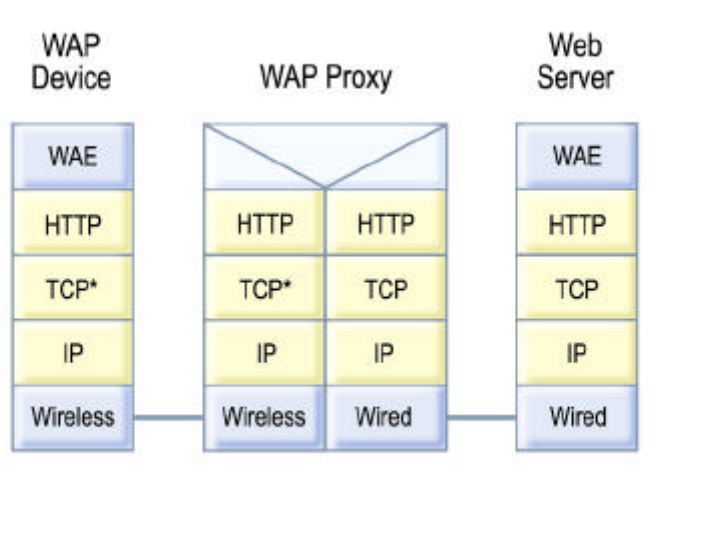 WAP
Device
WAP Proxy
Web
Server
WAE
WAE
HTTP
HTTP
HTTP
HTTP
TCP*
TCP*
TCP
TCP
IP
IP
IP
IP
Wireless
Wireless
Wired
Wired